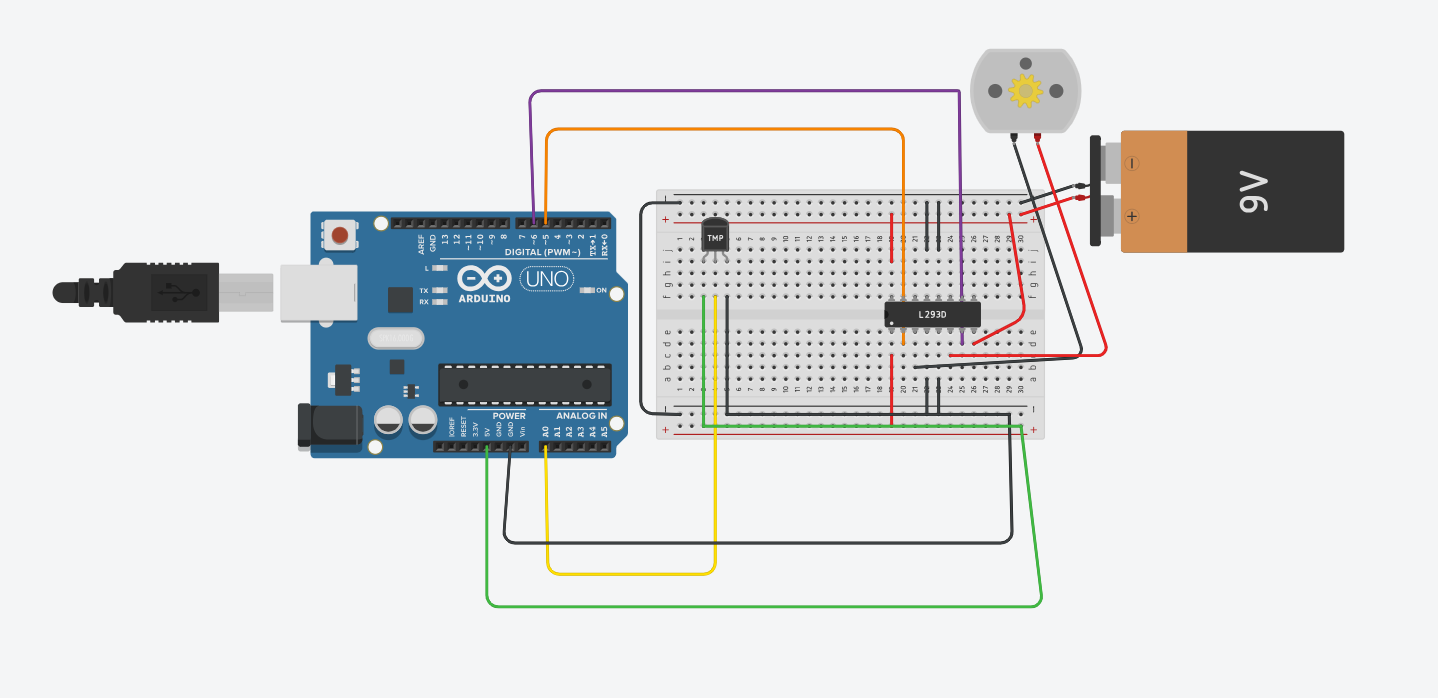 9V
TMP
L293D
AREF
GND
13
12
~11
~10
~9
8
7
~6
~5
4
~3
2
TX→1
RX←0
DIGITAL (PWM~)
L
TX
RX
ARDUINO
UNO
ON
POWER
ANALOG IN
IOREF
RESET
3.3V
5V
GND
GND
Vin
A0
A1
A2
A3
A4
A5